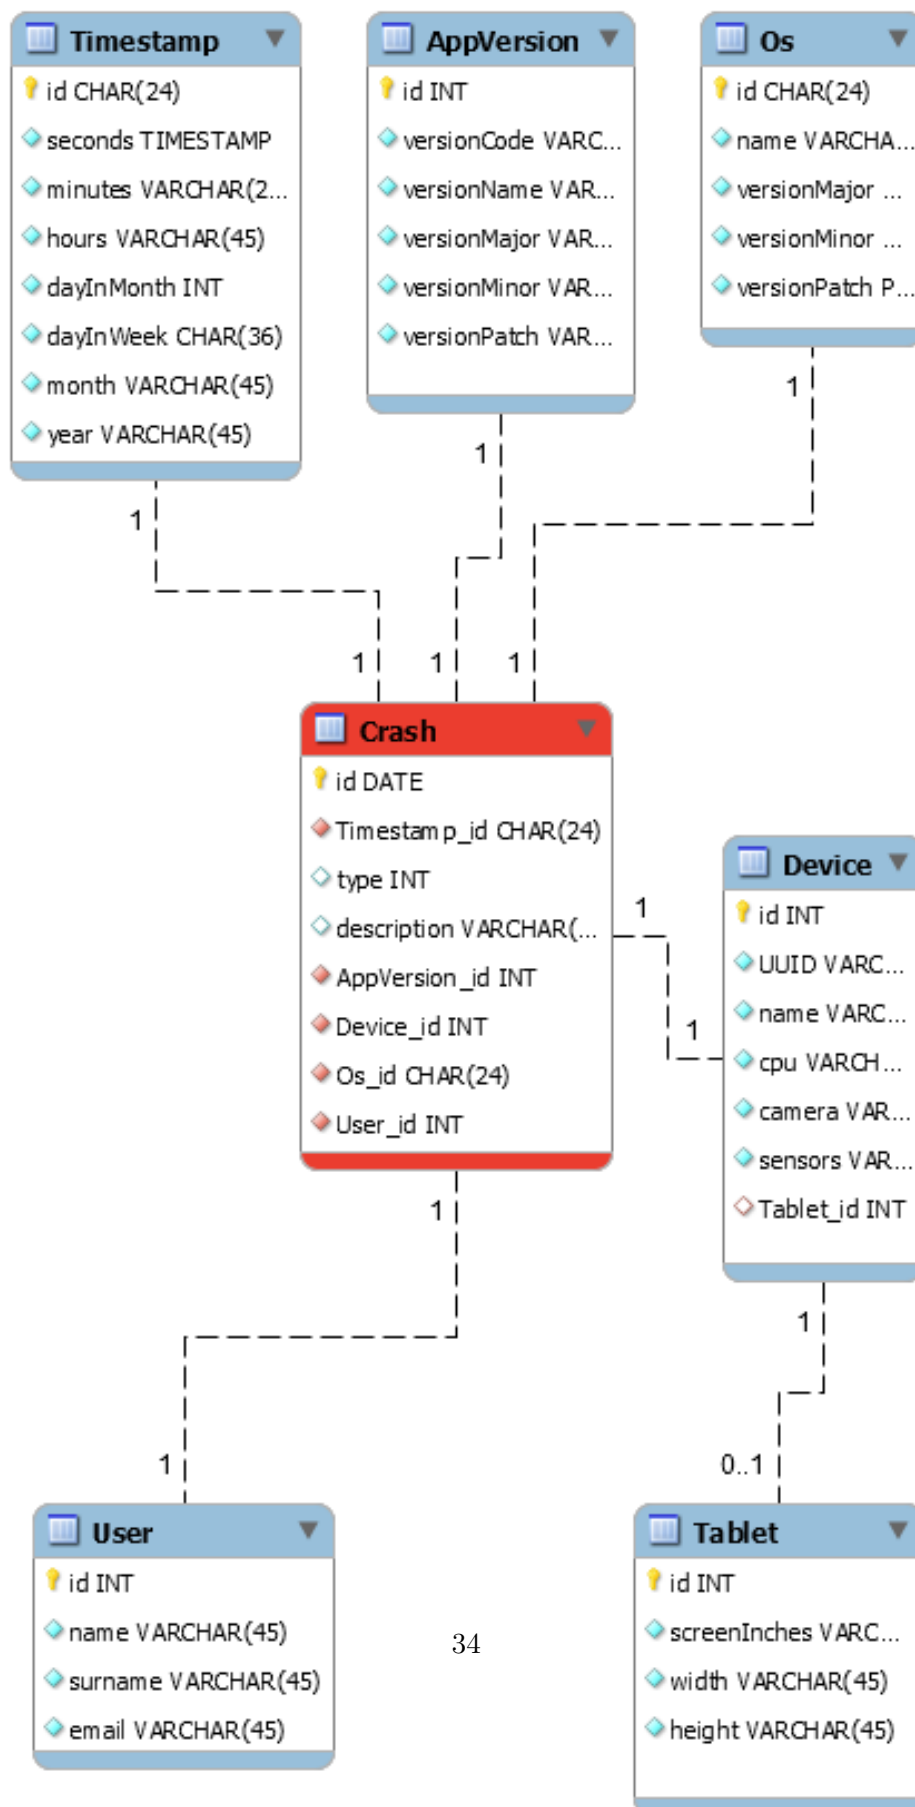 Timestamp
id CHAR(24)
seconds TIMESTAMP
minutes VARCHAR(2...
hours VARCHAR(45)
dayInMonth INT
dayInWeek CHAR(36)
month VARCHAR(45)
year VARCHAR(45)
AppVersion
id INT
versionCode VARC...
versionName VAR...
versionMajor VAR...
versionMinor VAR...
versionPatch VAR...
Os
id CHAR(24)
name VARCHA...
versionMajor ...
versionMinor ...
versionPatch P...
1
1
1
1
1
1
Crash
id DATE
Timestamp_id CHAR(24)
type INT
description VARCHAR(...
AppVersion_id INT
Device_id INT
Os_id CHAR(24)
User_id INT
1
1
Device
id INT
UUID VARC...
name VARC...
cpu VARCH...
camera VAR...
sensors VAR...
Tablet_id INT
1
1
1
0..1
User
id INT
name VARCHAR(45)
surname VARCHAR(45)
email VARCHAR(45)
34
Tablet
id INT
screenInches VARC...
width VARCHAR(45)
height VARCHAR(45)